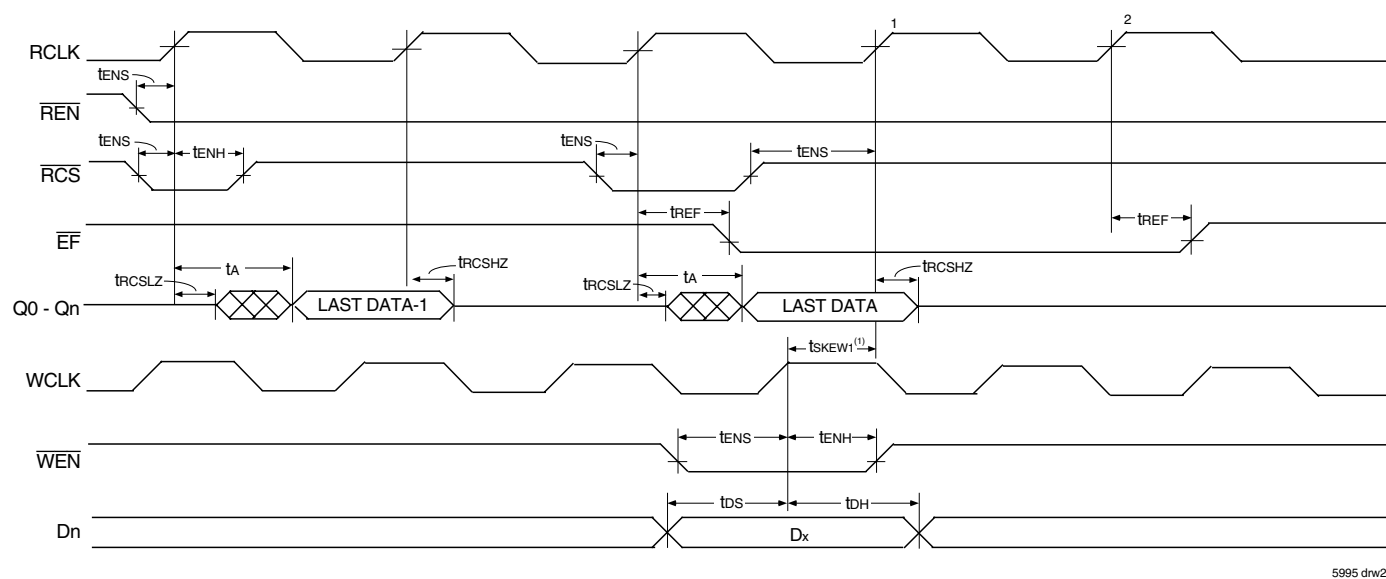 1
2
RCLK
tENS
REN
tENS
tENH
tENS
tENS
RCS
tREF
tREF
EF
tRCSLZ
tA
tRCSHZ
tRCSLZ
tA
tRCSHZ
Q0 - Qn
LAST DATA-1
LAST DATA
tSKEW1(1)
WCLK
tENS
tENH
WEN
tDS
tDH
Dn
Dx
5995 drw2